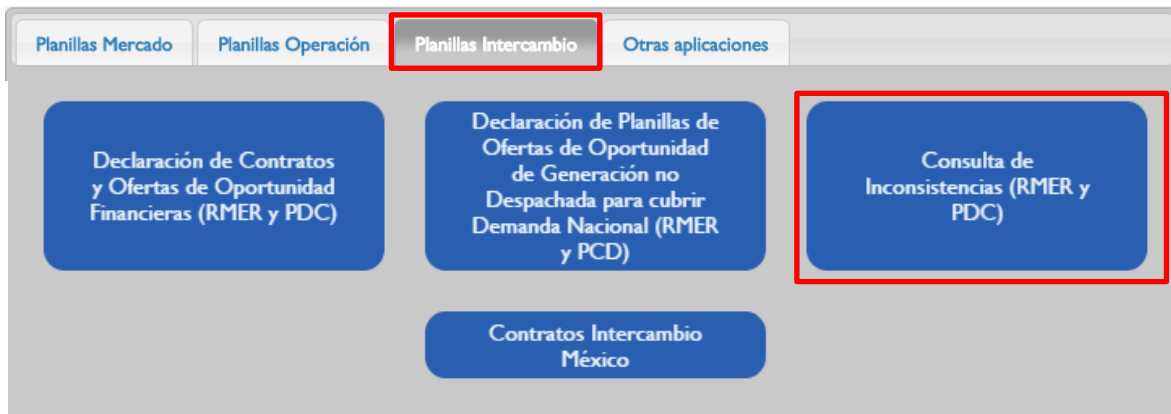 Planillas Mercado
Planillas Operación
Planillas Intercambio
Otras aplicaciones
Declaración de Contratos
y Ofertas de Oportunidad
Financieras (RMER y PDC)
Declaración de Planillas de
Ofertas de Oportunidad
de Generación no
Despachada para cubrir
Demanda Nacional (RMER
y PCD)
Consulta de
Inconsistencias (RMER y
PDC)
Contratos Intercambio
México